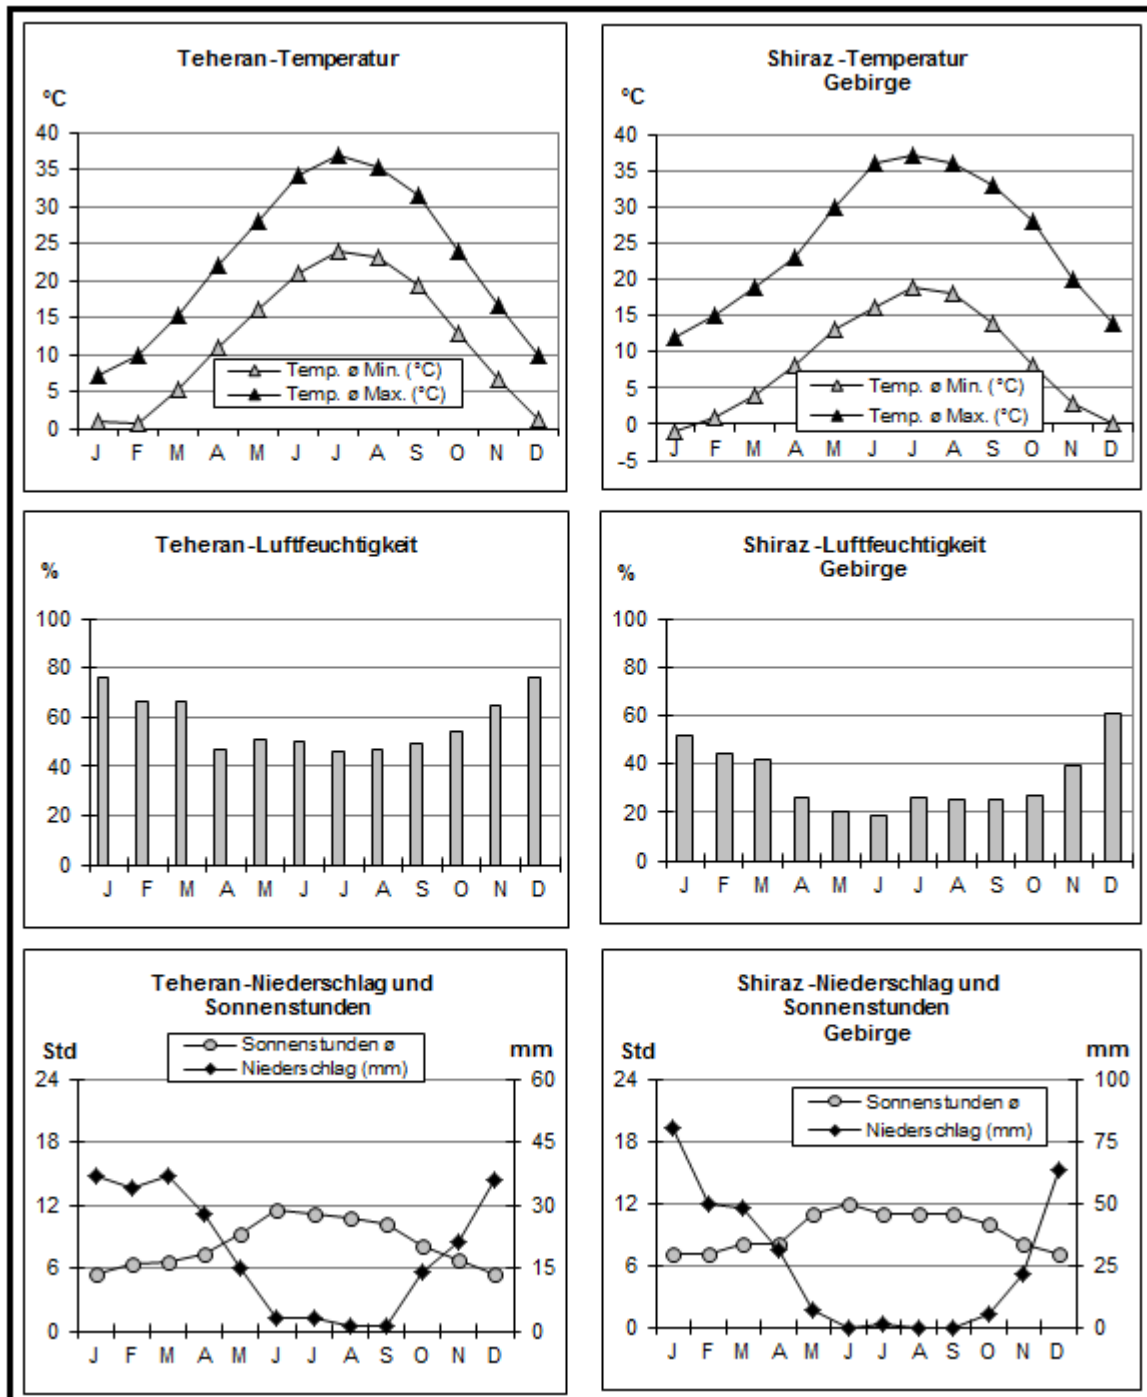 Teheran -Temperatur
°C
40
35
30
25
20
15
10
5
0
Temp. ø Min. (°C)
Temp. ø Max. (°C)
J F M A M J J A S O N D
Shiraz -Temperatur
Gebirge
°C
40
35
30
25
20
15
10
5
0
-5
Temp. ø Min. (°C)
Temp. ø Max. (°C)
J F M A M J J A S O N D
Teheran -Luftfeuchtigkeit
%
100
80
60
40
20
0
J F M A M J J A S O N D
Shiraz -Luftfeuchtigkeit
Gebirge
%
100
80
60
40
20
0
J F M A M J J A S O N D
Teheran -Niederschlag und
Sonnenstunden
Std
mm
Sonnenstunden ø
Niederschlag (mm)
24
18
12
6
0
60
45
30
15
0
J F M A M J J A S O N D
Shiraz -Niederschlag und
Sonnenstunden
Gebirge
Std
mm
Sonnenstunden ø
Niederschlag (mm)
24
18
12
6
0
100
75
50
25
0
J F M A M J J A S O N D